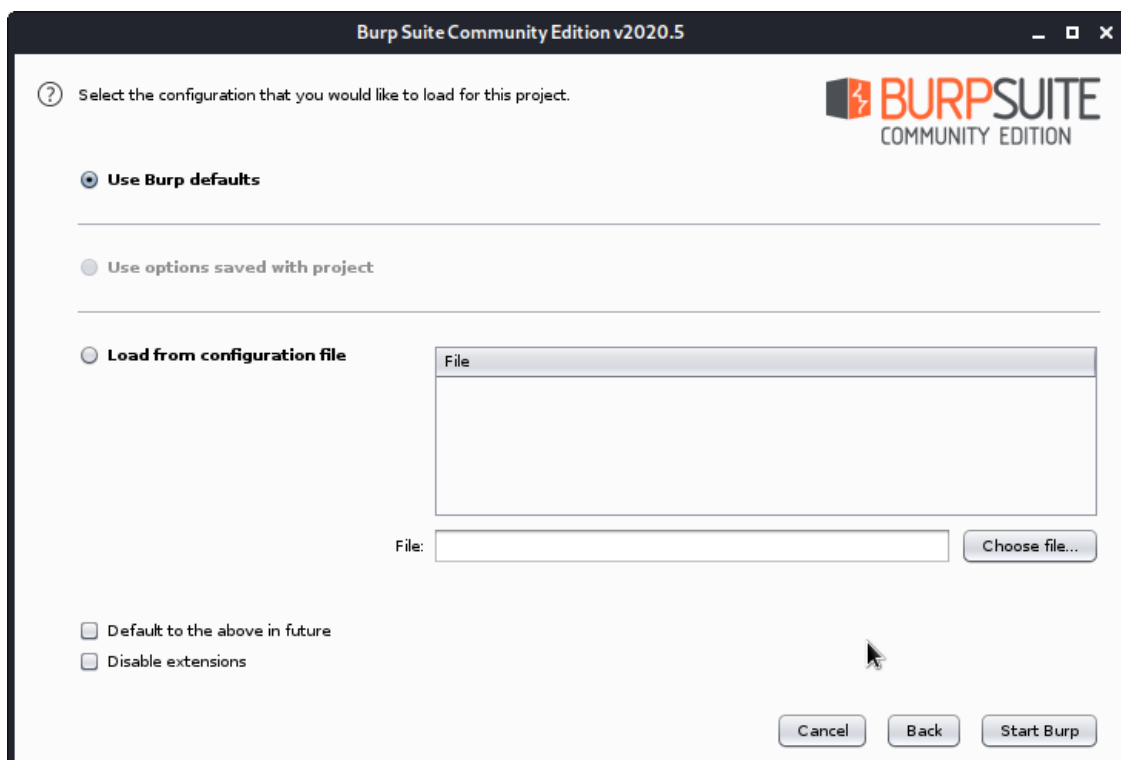 Burp Suite Community Edition v2020.5
Select the configuration that you would like to load for this project.
BURPSUITE
COMMUNITY EDITION
Use Burp defaults
Use options saved with project
Load from configuration file
File
File:
Choose file...
Default to the above in future
Disable extensions
Cancel
Back
Start Burp